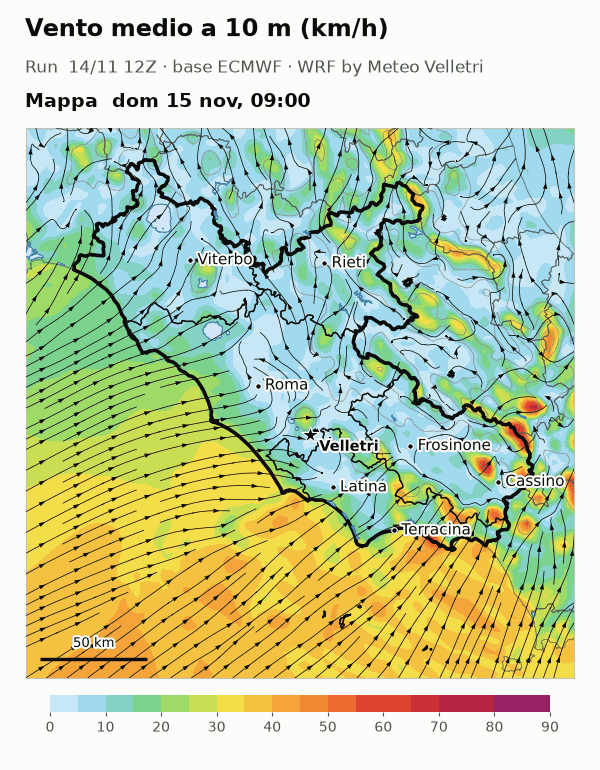 Vento medio a 10 m (km/h)
Run  14/11 12Z · base ECMWF · WRF by Meteo Velletri
Mappa  dom 15 nov, 09:00
Viterbo
Rieti
Roma
Velletri
Frosinone
Cassino
Latina
Terracina
50 km
0 10 20 30 40 50 60 70 80 90